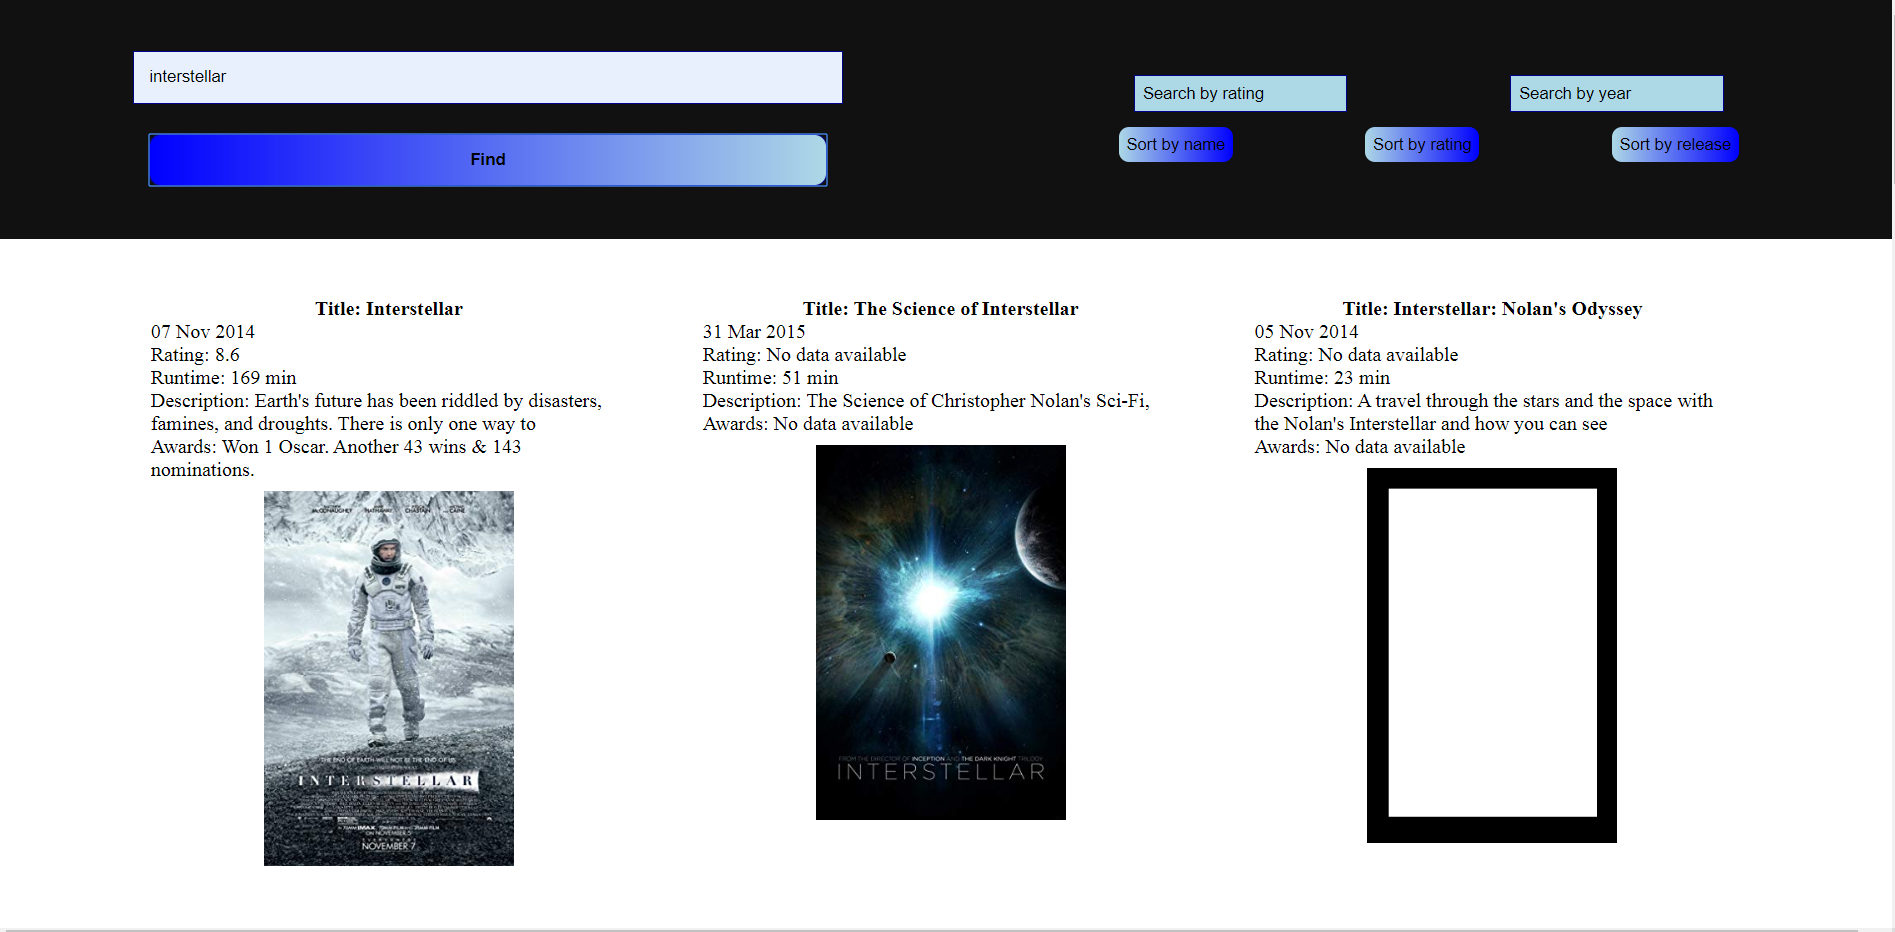 interstellar
Find
Search by rating
Search by year
Sort by name
Sort by rating
Sort by release
Title: Interstellar
07 Nov 2014
Rating: 8.6
Runtime: 169 min
Description: Earth's future has been riddled by disasters,
famines, and droughts. There is only one way to
Awards: Won 1 Oscar. Another 43 wins & 143
nominations.
McCONAUGHEY HATHAWAY CHASTAIN CAINE
THE END OF EARTH WILL NOT BE THE END OF US
INTERSTELLAR
NOVEMBER 7
Title: The Science of Interstellar
31 Mar 2015
Rating: No data available
Runtime: 51 min
Description: The Science of Christopher Nolan's Sci-Fi,
Awards: No data available
FROM THE DIRECTOR OF INCEPTION AND THE DARK KNIGHT TRILOGY
INTERSTELLAR
Title: Interstellar: Nolan's Odyssey
05 Nov 2014
Rating: No data available
Runtime: 23 min
Description: A travel through the stars and the space with
the Nolan's Interstellar and how you can see
Awards: No data available